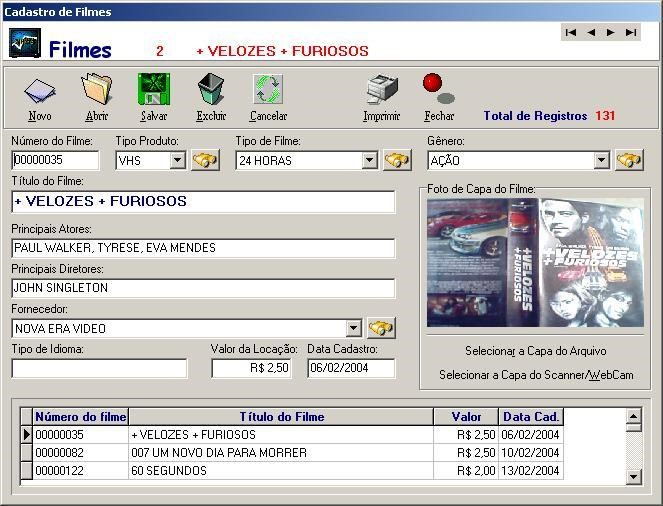 Cadastro de Filmes
Filmes 2 + VELOZES + FURIOSOS
Novo Abrir Salvar Excluir Cancelar Imprimir Fechar Total de Registros 131
Número do Filme: Tipo Produto: Tipo de Filme: Gênero:
00000035 VHS 24 HORAS AÇÃO
Título do Filme:
+ VELOZES + FURIOSOS
Principais Atores:
PAUL WALKER, TYRESE, EVA MENDES
Principais Diretores:
JOHN SINGLETON
Fornecedor:
NOVA ERA VIDEO
Tipo de Idioma: Valor da Locação: Data Cadastro:
R$ 2,50 06/02/2004
Foto de Capa do Filme:
+VELOZES
+FURIOSOS
+VELOZES
+FURIOSOS
Selecionar a Capa do Arquivo
Selecionar a Capa do Scanner/WebCam
Número do filme Título do Filme Valor Data Cad.
00000035 + VELOZES + FURIOSOS R$ 2,50 06/02/2004
00000082 007 UM NOVO DIA PARA MORRER R$ 2,50 10/02/2004
00000122 60 SEGUNDOS R$ 2,00 13/02/2004